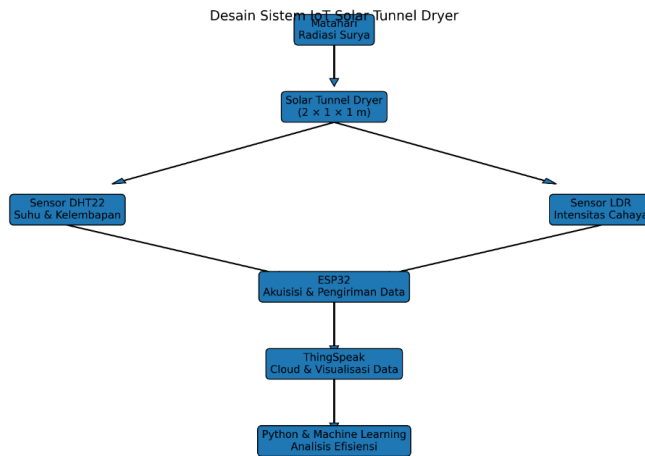 Desain Sistem IoT Solar Tunnel Dryer
Matahari
Radiasi Surya
Solar Tunnel Dryer
(2 × 1 × 1 m)
Sensor DHT22
Suhu & Kelembapan
Sensor LDR
Intensitas Cahaya
ESP32
Akuisisi & Pengiriman Data
ThingSpeak
Cloud & Visualisasi Data
Python & Machine Learning
Analisis Efisiensi